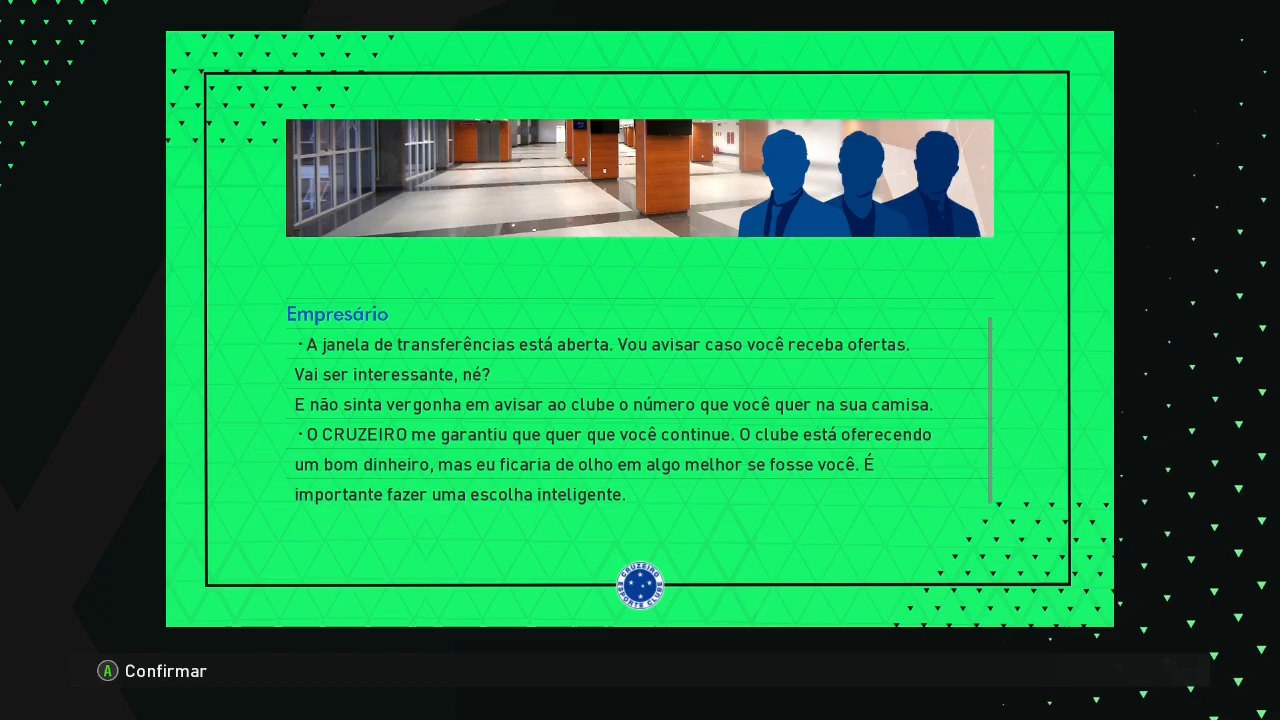 Empresário
・A janela de transferências está aberta. Vou avisar caso você receba ofertas.
Vai ser interessante, né?
E não sinta vergonha em avisar ao clube o número que você quer na sua camisa.
・O CRUZEIRO me garantiu que quer que você continue. O clube está oferecendo
um bom dinheiro, mas eu ficaria de olho em algo melhor se fosse você. É
importante fazer uma escolha inteligente.
CRUZEIRO
ESPORTE CLUBE
A Confirmar